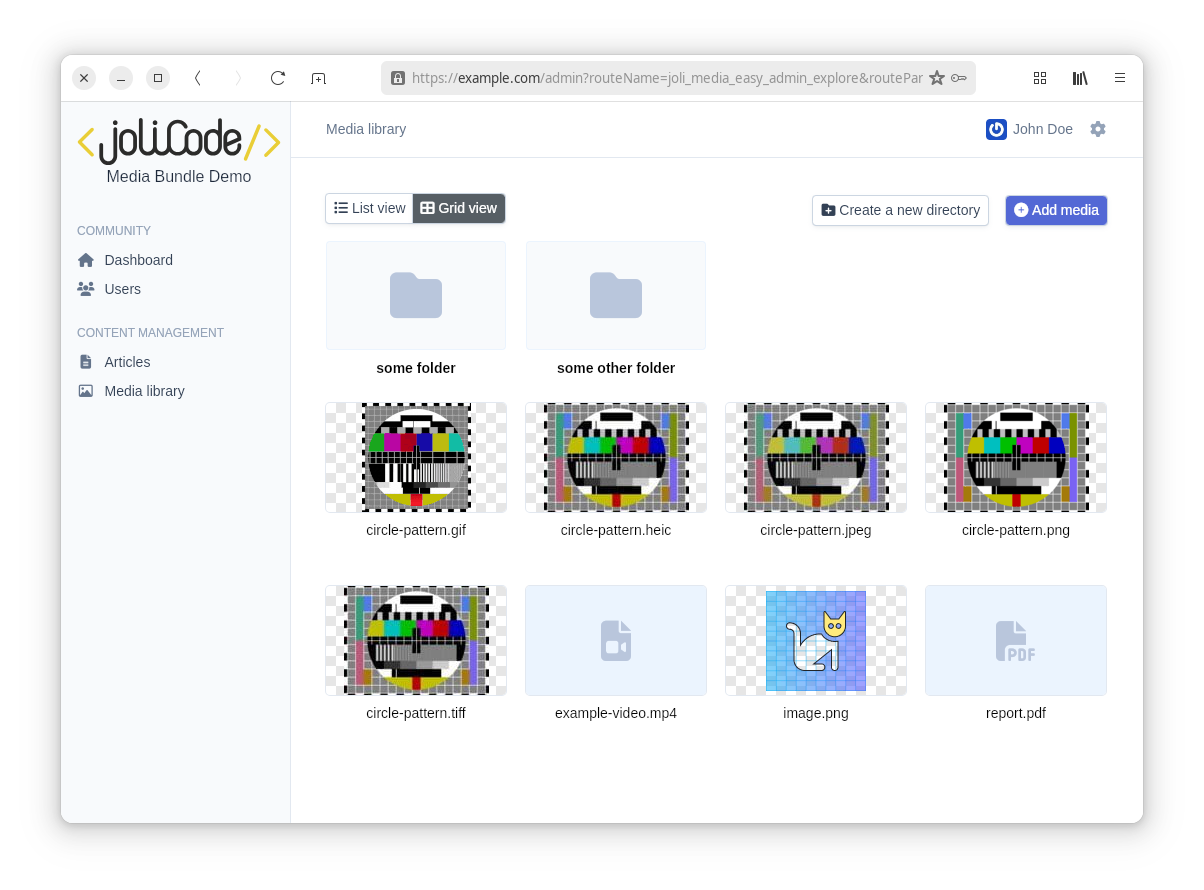 https://example.com/admin?routeName=joli_media_easy_admin_explore&routePar
joliCode
Media Bundle Demo
Media library
John Doe
COMMUNITY
Dashboard
Users
CONTENT MANAGEMENT
Articles
Media library
List view
Grid view
Create a new directory
Add media
some folder
some other folder
circle-pattern.gif
circle-pattern.heic
circle-pattern.jpeg
circle-pattern.png
circle-pattern.tiff
example-video.mp4
PDF
image.png
report.pdf